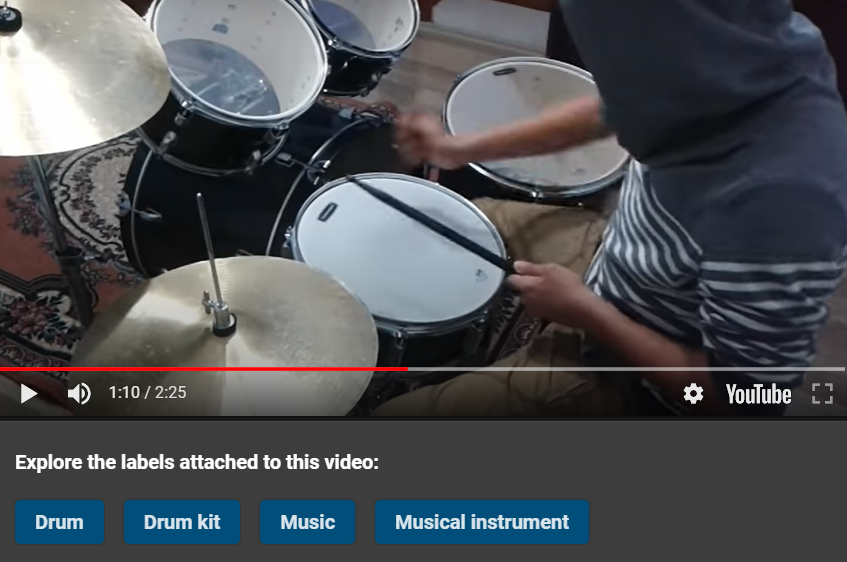 1:10 / 2:25
YouTube
Explore the labels attached to this video:
Drum
Drum kit
Music
Musical instrument